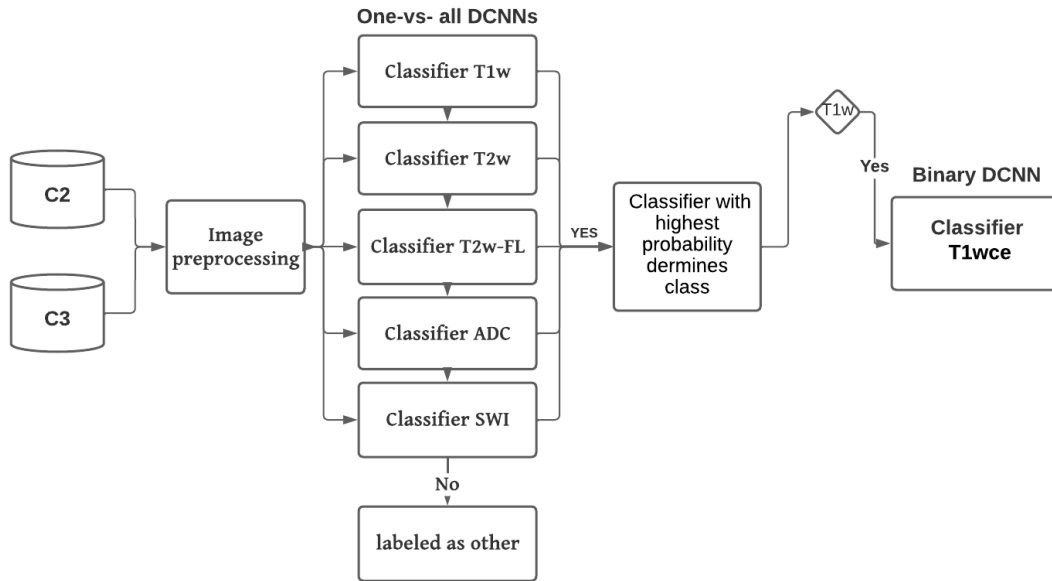 One-vs- all DCNNs
Classifier T1w
Classifier T2w
Classifier T2w-FL
Classifier ADC
Classifier SWI
No
labeled as other
C2
C3
Image
preprocessing
YES
Classifier with
highest
probability
dermines
class
T1w
Yes
Binary DCNN
Classifier
T1wce